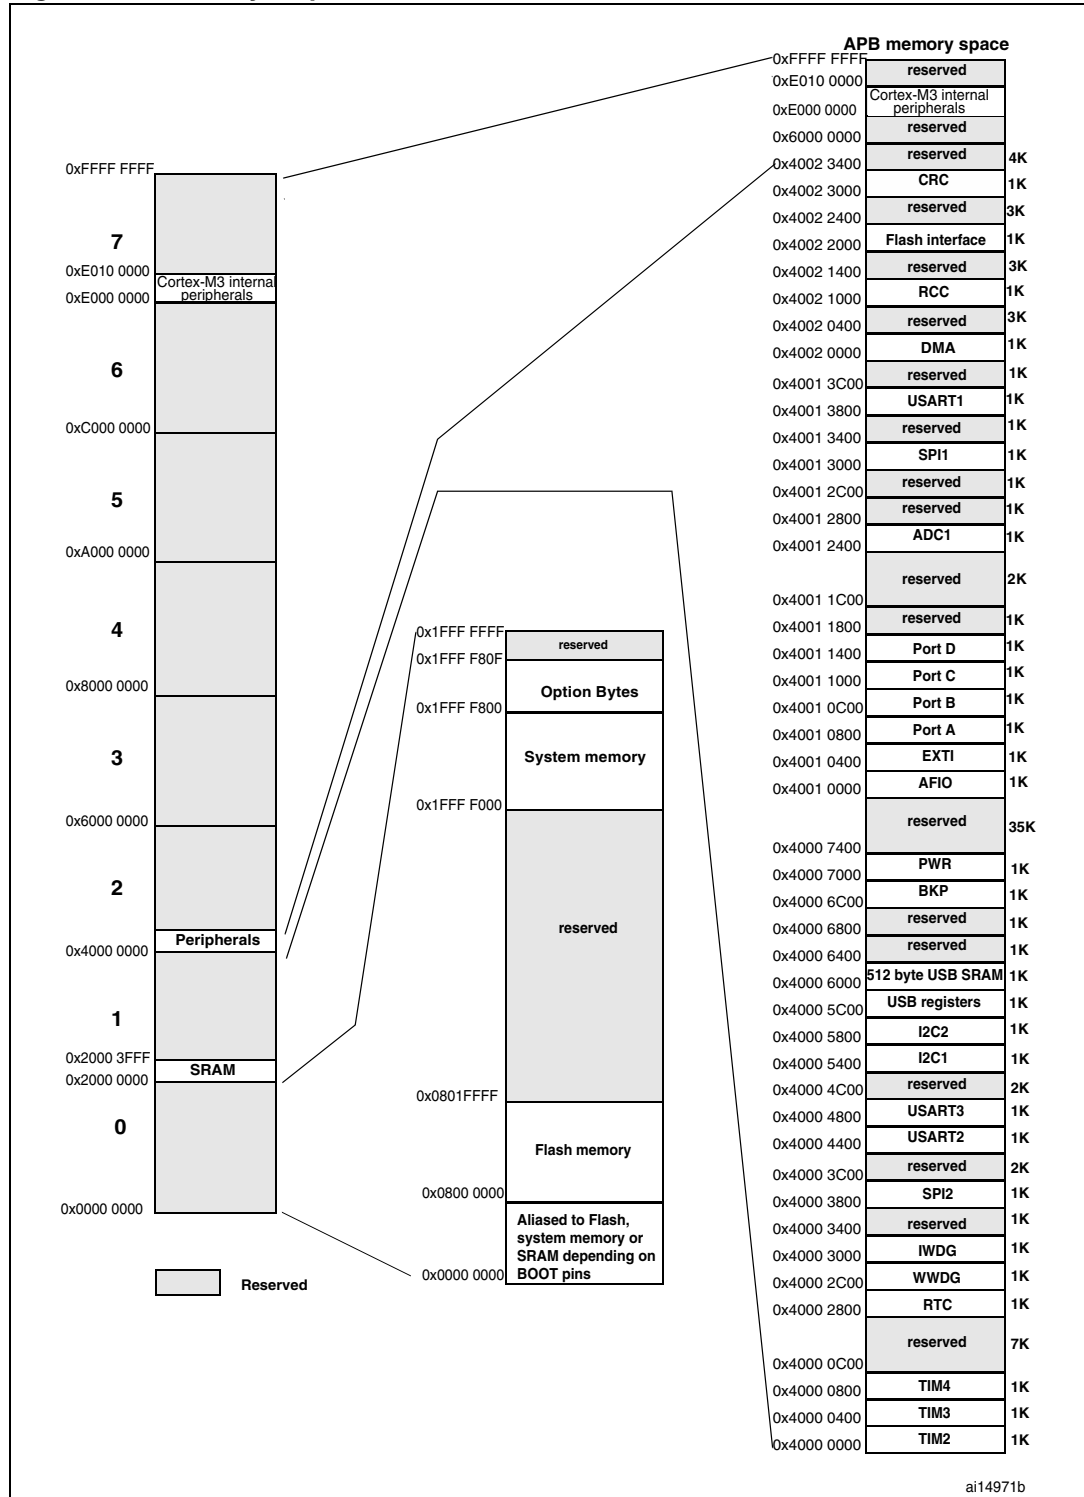 0xFFFF FFFF
7
0xE010 0000
Cortex-M3 internal
peripherals
0xE000 0000
6
0xC000 0000
5
0xA000 0000
4
0x8000 0000
3
0x6000 0000
2
Peripherals
0x4000 0000
1
0x2000 3FFF
SRAM
0x2000 0000
0
0x0000 0000
Reserved
0x1FFF FFFF
reserved
0x1FFF F80F
Option Bytes
0x1FFF F800
System memory
0x1FFF F000
reserved
0x0801FFFF
Flash memory
0x0800 0000
Aliased to Flash,
system memory or
SRAM depending on
BOOT pins
0x0000 0000
APB memory space
0xFFFF FFFF
reserved
0xE010 0000
Cortex-M3 internal
peripherals
0xE000 0000
reserved
0x6000 0000
reserved 4K
0x4002 3400
CRC 1K
0x4002 3000
reserved 3K
0x4002 2400
Flash interface 1K
0x4002 2000
reserved 3K
0x4002 1400
RCC 1K
0x4002 1000
reserved 3K
0x4002 0400
DMA 1K
0x4002 0000
reserved 1K
0x4001 3C00
USART1 1K
0x4001 3800
reserved 1K
0x4001 3400
SPI1 1K
0x4001 3000
reserved 1K
0x4001 2C00
reserved 1K
0x4001 2800
ADC1 1K
0x4001 2400
reserved 2K
0x4001 1C00
reserved 1K
0x4001 1800
Port D 1K
0x4001 1400
Port C 1K
0x4001 1000
Port B 1K
0x4001 0C00
Port A 1K
0x4001 0800
EXTI 1K
0x4001 0400
AFIO 1K
0x4001 0000
reserved 35K
0x4000 7400
PWR 1K
0x4000 7000
BKP 1K
0x4000 6C00
reserved 1K
0x4000 6800
reserved 1K
0x4000 6400
512 byte USB SRAM 1K
0x4000 6000
USB registers 1K
0x4000 5C00
I2C2 1K
0x4000 5800
I2C1 1K
0x4000 5400
reserved 2K
0x4000 4C00
USART3 1K
0x4000 4800
USART2 1K
0x4000 4400
reserved 2K
0x4000 3C00
SPI2 1K
0x4000 3800
reserved 1K
0x4000 3400
IWDG 1K
0x4000 3000
WWDG 1K
0x4000 2C00
RTC 1K
0x4000 2800
reserved 7K
0x4000 0C00
TIM4 1K
0x4000 0800
TIM3 1K
0x4000 0400
TIM2 1K
0x4000 0000
ai14971b